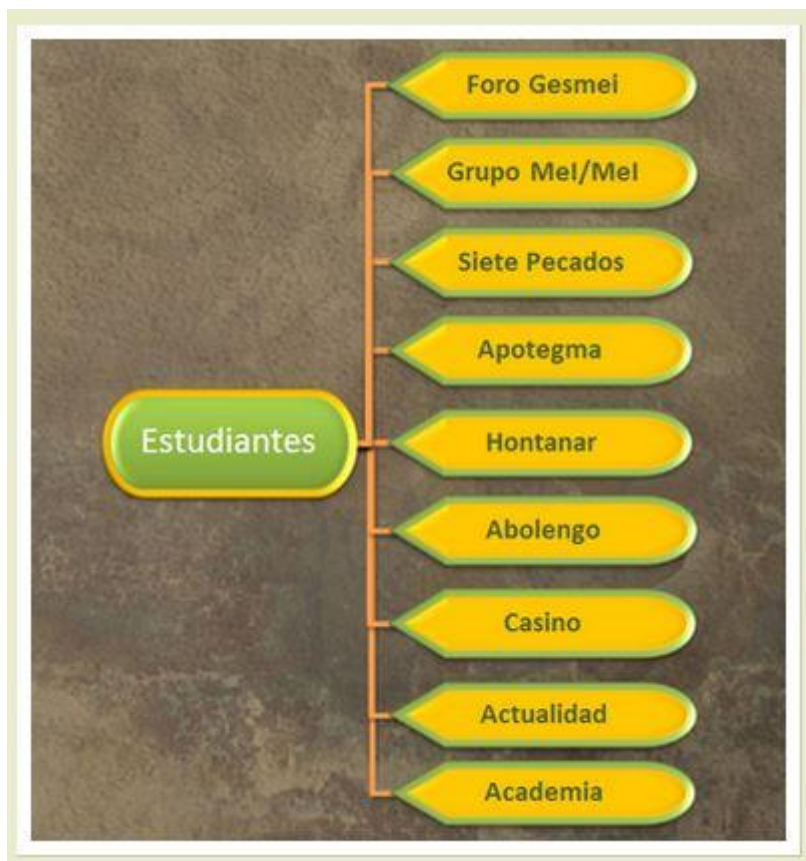 Foro Gesmei
Grupo Mel/Mel
Siete Pecados
Apotegma
Estudiantes
Hontanar
Abolengo
Casino
Actualidad
Academia